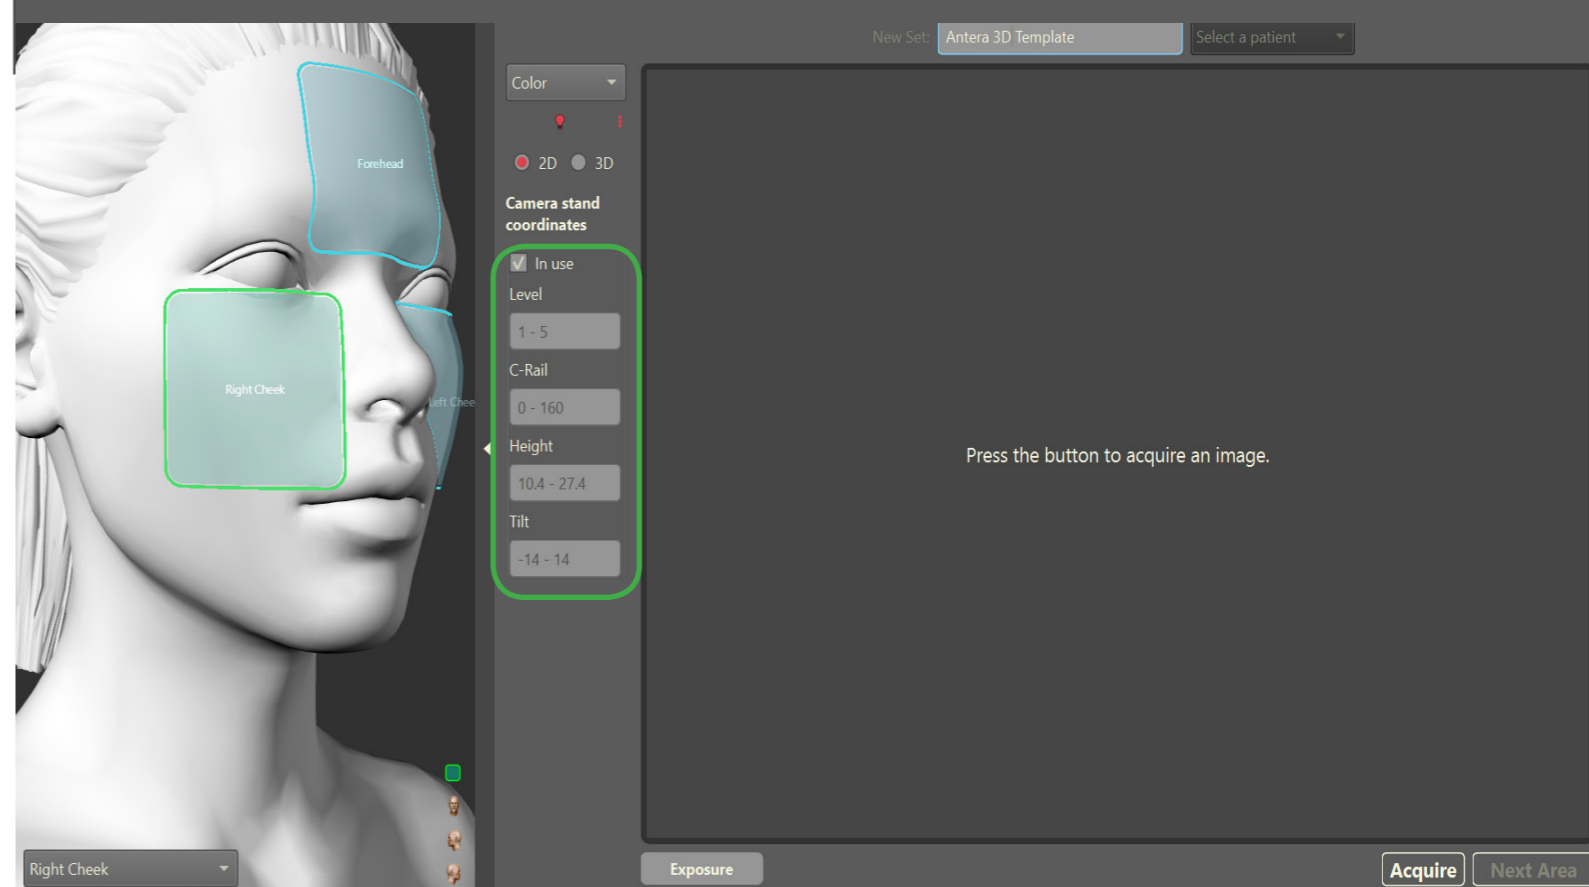 New Set: Antera 3D Template Select a patient
Color
2D 3D
Camera stand
coordinates
In use
Level
1 - 5
C-Rail
0 - 160
Height
10.4 - 27.4
Tilt
-14 - 14
Forehead
Right Cheek
Left Chee
Press the button to acquire an image.
Right Cheek
Exposure
Acquire
Next Area